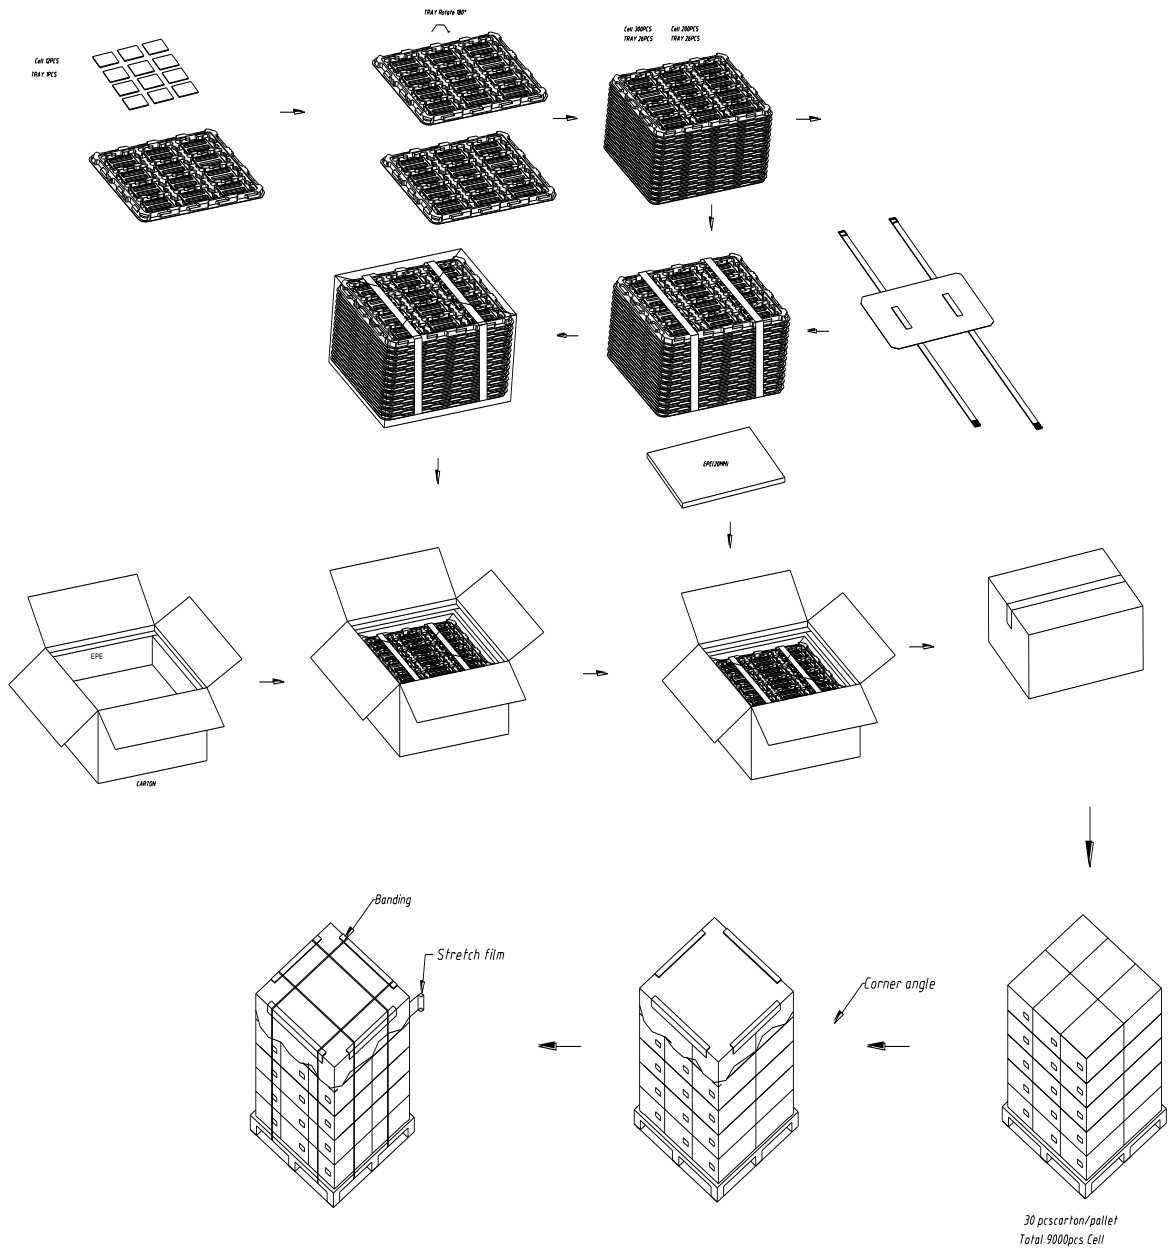 TRAY Rotate 180°
Cell 300PCS Cell 200PCS
TRAY 26PCS TRAY 26PCS
Cell 12PCS
TRAY 1PCS
EPE(20MM)
EPE
CARTON
Banding
Stretch film
Corner angle
30 pcscarton/pallet
Total:9000pcs Cell